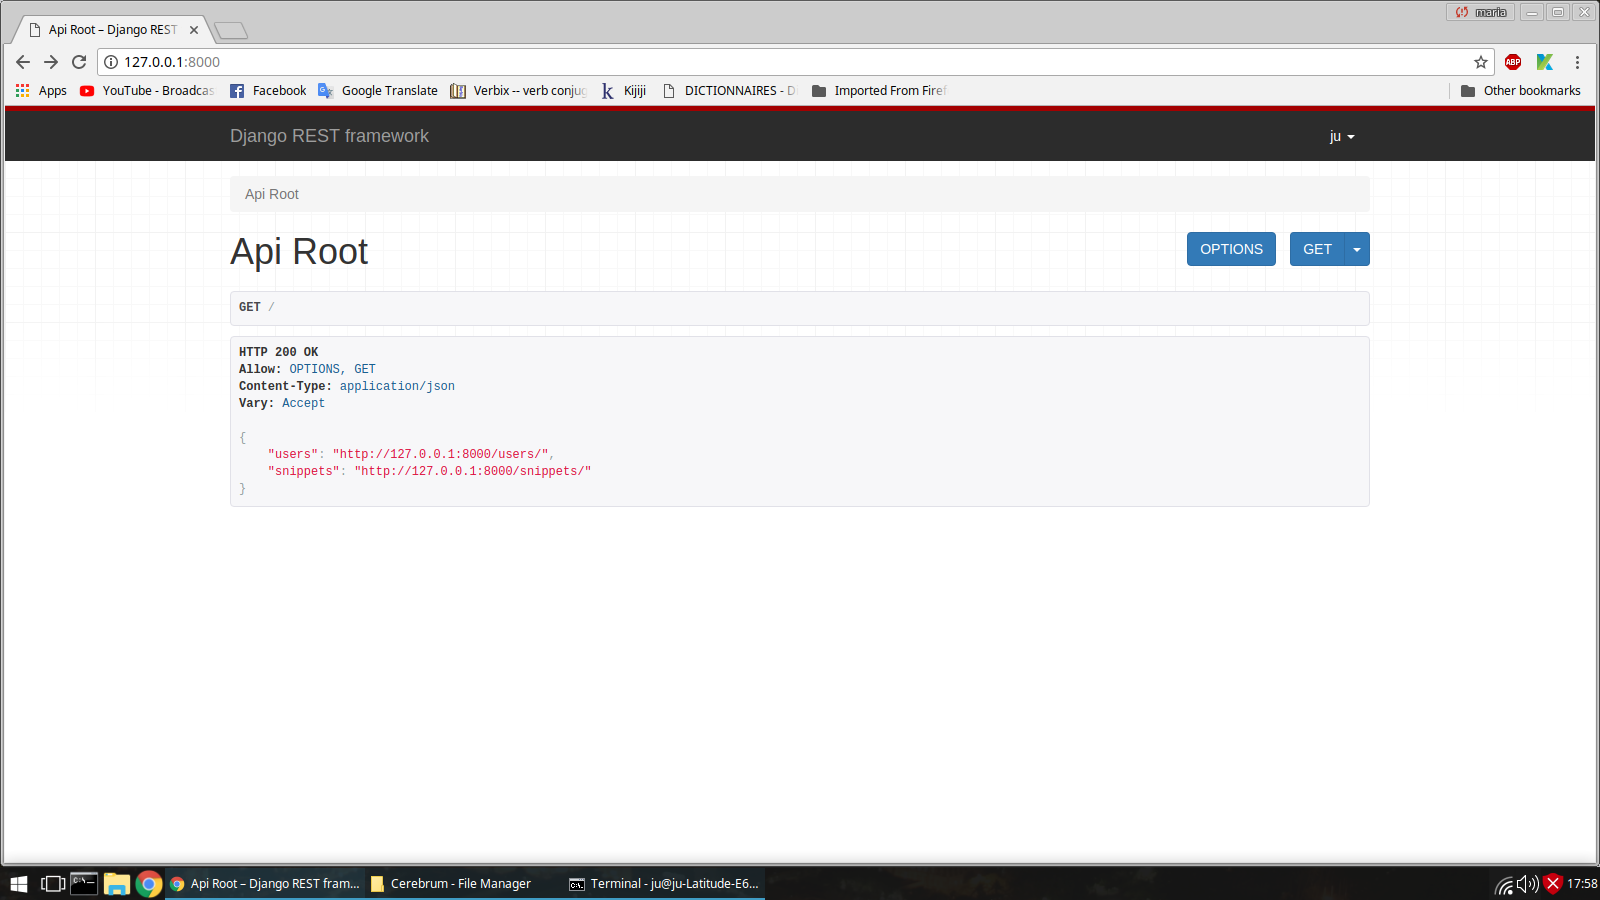 maria
Api Root – Django REST
127.0.0.1:8000
ABP
Apps YouTube - Broadcas Facebook Google Translate Verbix -- verb conjug Kijiji DICTIONNAIRES - D Imported From Firef Other bookmarks
Django REST framework ju
Api Root
Api Root OPTIONS GET
GET /
HTTP 200 OK
Allow: OPTIONS, GET
Content-Type: application/json
Vary: Accept
{
"users": "http://127.0.0.1:8000/users/",
"snippets": "http://127.0.0.1:8000/snippets/"
}
Api Root – Django REST fram... Cerebrum - File Manager Terminal - ju@ju-Latitude-E6... 17:58